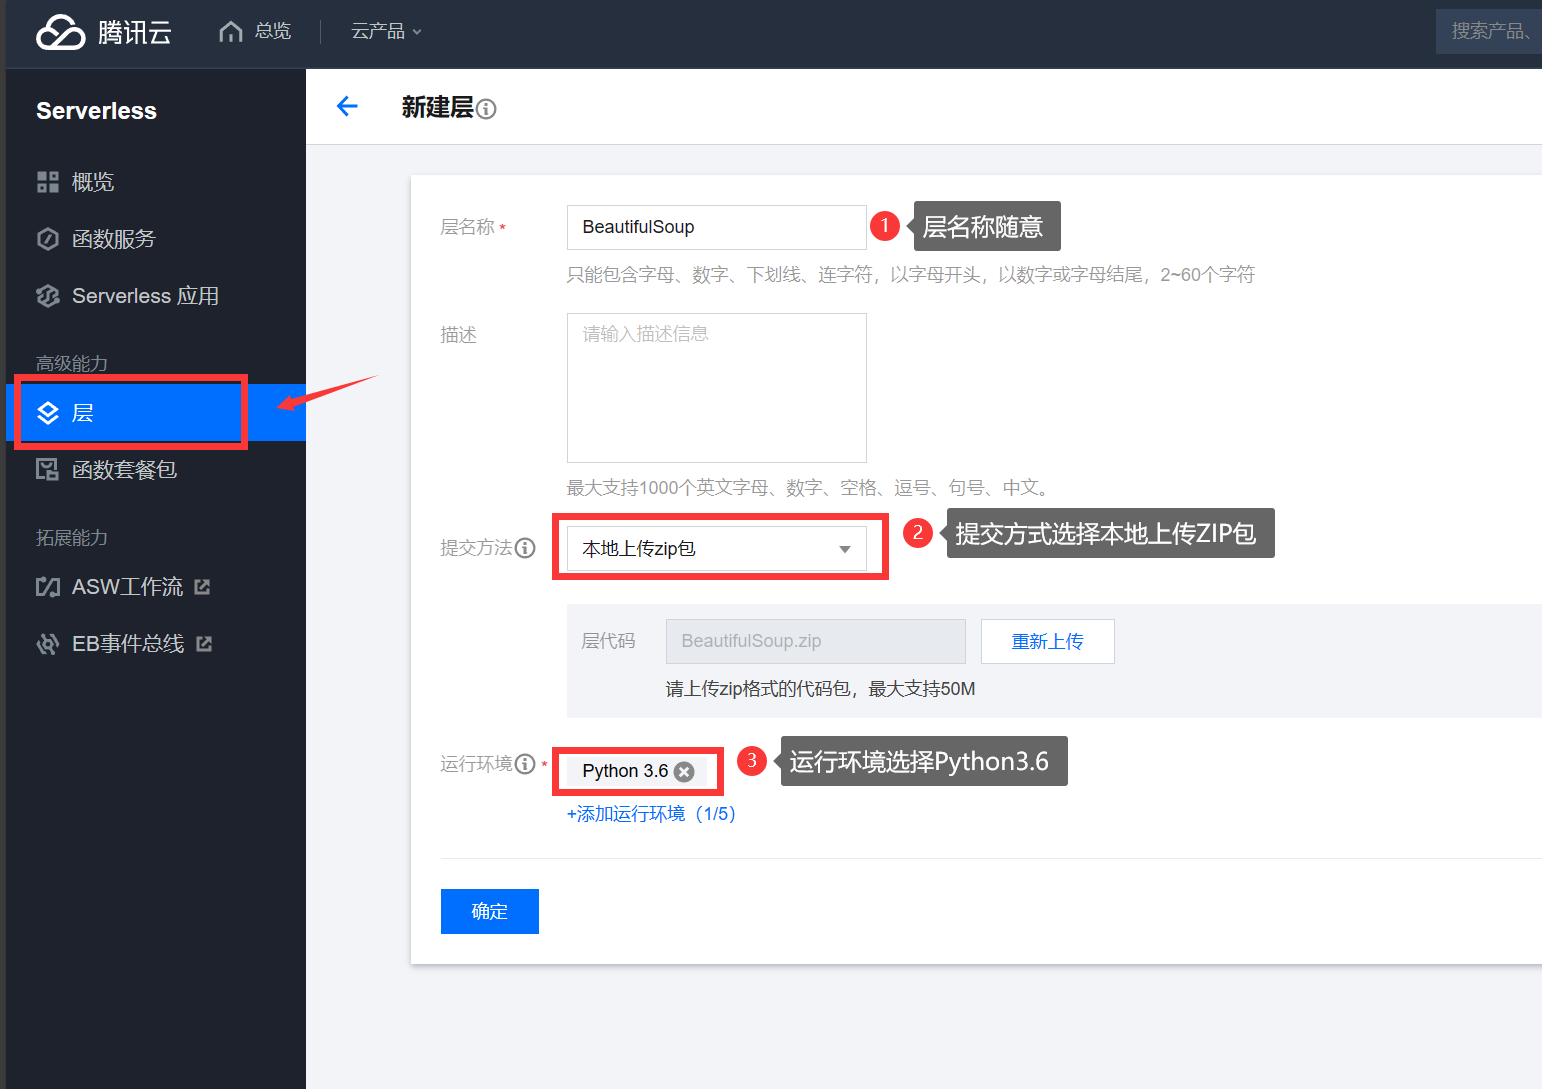 腾讯云
总览
云产品
搜索产品、
Serverless
概览
函数服务
Serverless 应用
高级能力
层
函数套餐包
拓展能力
ASW工作流
EB事件总线
新建层
层名称 *
BeautifulSoup
1
层名称随意
只能包含字母、数字、下划线、连字符，以字母开头，以数字或字母结尾，2~60个字符
描述
请输入描述信息
最大支持1000个英文字母、数字、空格、逗号、句号、中文。
提交方法
本地上传zip包
2
提交方式选择本地上传ZIP包
层代码
BeautifulSoup.zip
重新上传
请上传zip格式的代码包，最大支持50M
运行环境 *
Python 3.6
3
运行环境选择Python3.6
+添加运行环境（1/5）
确定